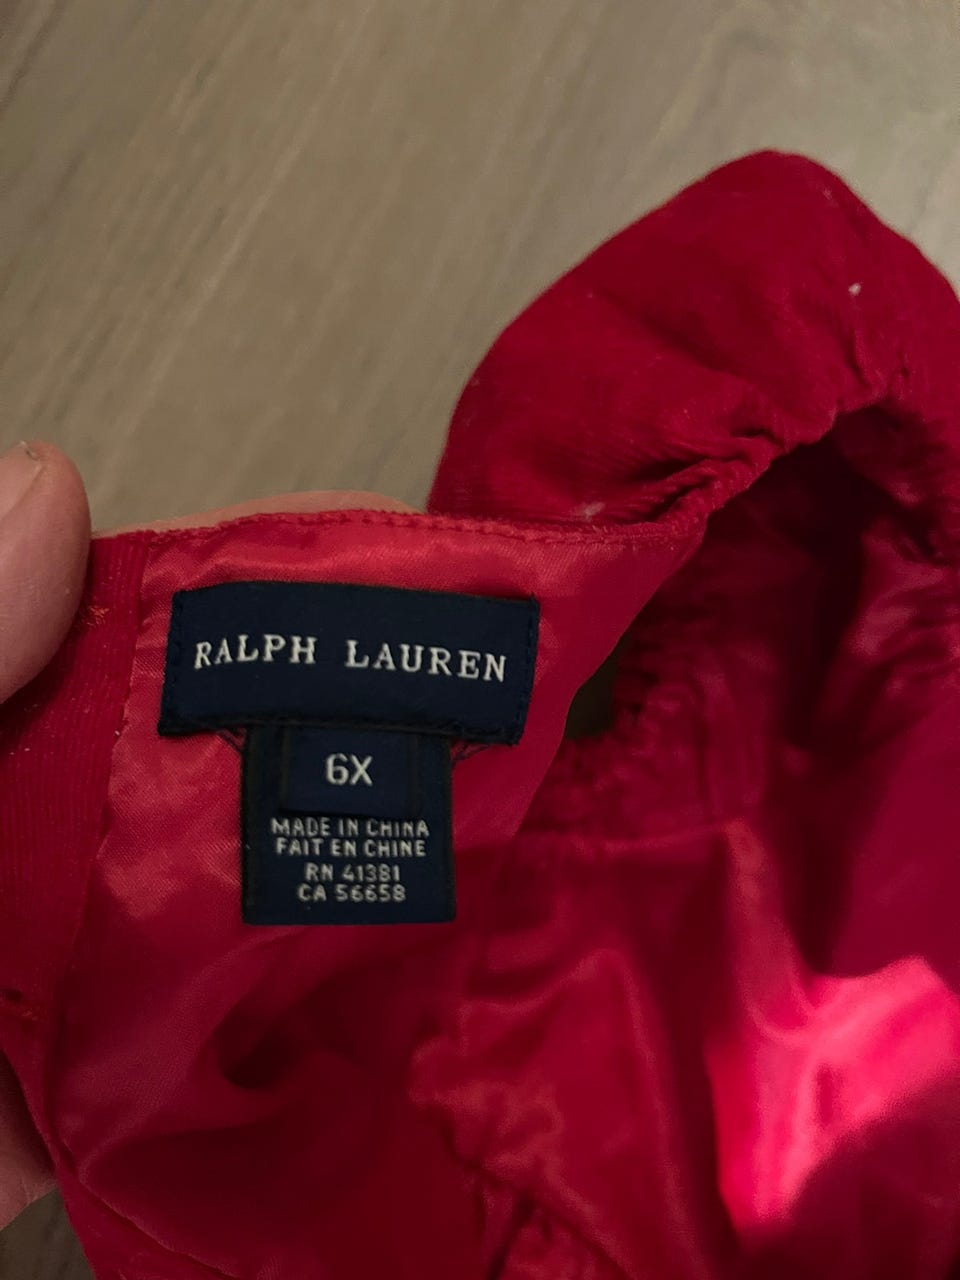 RALPH LAUREN
6X
MADE IN CHINA
FAIT EN CHINE
RN 41381
CA 56658